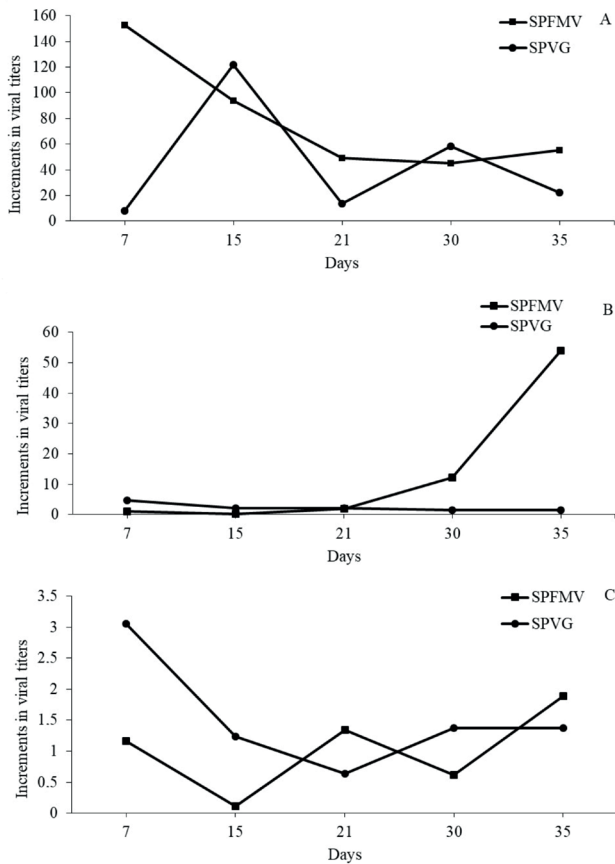 A
SPFMV
SPVG
Increments in viral titers
160
140
120
100
80
60
40
20
0
7 15 21 30 35
Days
B
SPFMV
SPVG
Increments in viral titers
60
50
40
30
20
10
0
7 15 21 30 35
Days
C
SPFMV
SPVG
Increments in viral titers
3.5
3
2.5
2
1.5
1
0.5
0
7 15 21 30 35
Days